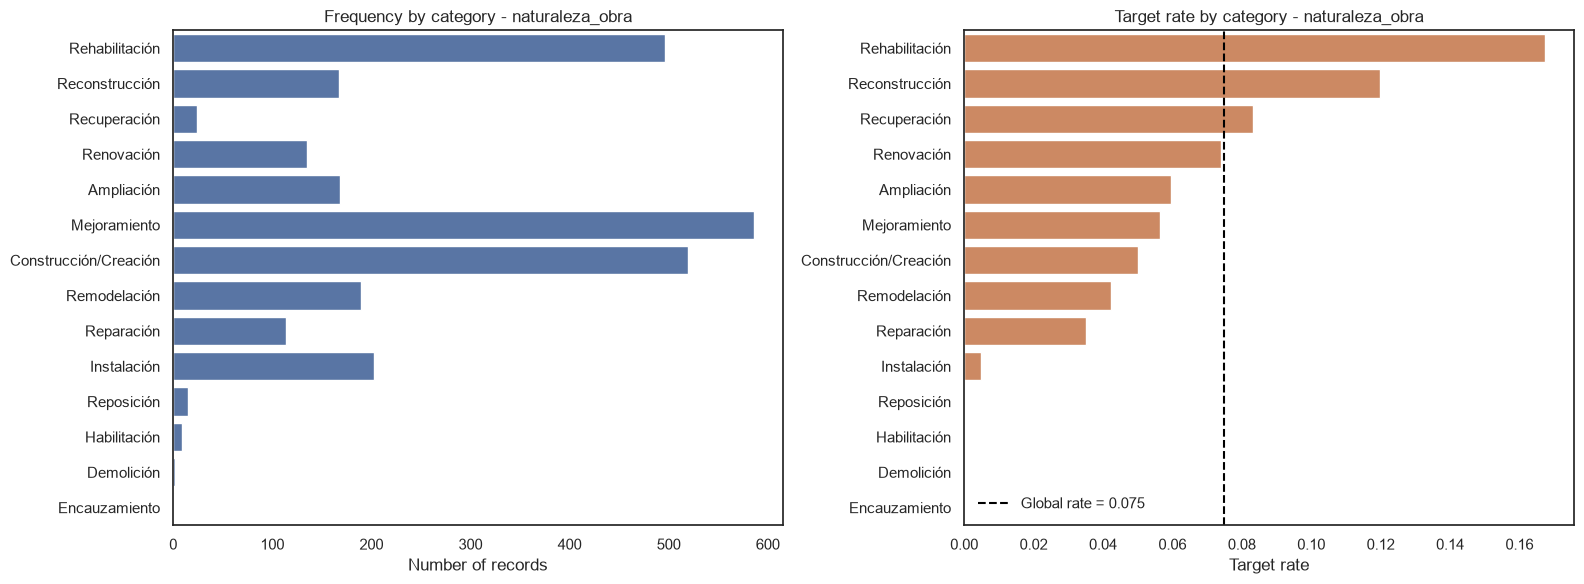 Frequency by category - naturaleza_obra
Rehabilitación
Reconstrucción
Recuperación
Renovación
Ampliación
Mejoramiento
Construcción/Creación
Remodelación
Reparación
Instalación
Reposición
Habilitación
Demolición
Encauzamiento
0 100 200 300 400 500 600
Number of records
Target rate by category - naturaleza_obra
Rehabilitación
Reconstrucción
Recuperación
Renovación
Ampliación
Mejoramiento
Construcción/Creación
Remodelación
Reparación
Instalación
Reposición
Habilitación
Demolición
Encauzamiento
Global rate = 0.075
0.00 0.02 0.04 0.06 0.08 0.10 0.12 0.14 0.16
Target rate